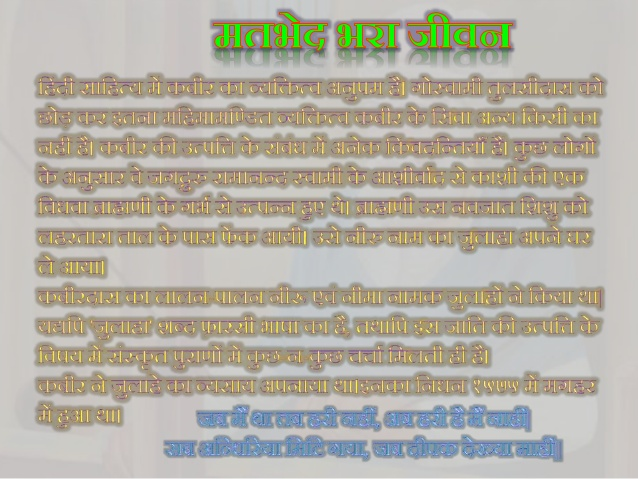 मतभेद भरा जीवन
हिंदी साहित्य में कबीर का व्यक्तित्व अनुपम है। गोस्वामी तुलसीदास को
छोड़ कर इतना महिमामण्डित व्यक्तित्व कबीर के सिवा अन्य किसी का
नहीं है। कबीर की उत्पत्ति के संबंध में अनेक किंवदन्तियाँ हैं। कुछ लोगों
के अनुसार वे जगद्गुरु रामानन्द स्वामी के आशीर्वाद से काशी की एक
विधवा ब्राह्मणी के गर्भ से उत्पन्न हुए थे। ब्राह्मणी उस नवजात शिशु को
लहरतारा ताल के पास फेंक आयी। उसे नीरु नाम का जुलाहा अपने घर
ले आया।
कबीरदास का लालन पालन नीरू एवं नीमा नामक जुलाहों ने किया था|
यद्यपि 'जुलाहा' शब्द फ़ारसी भाषा का है, तथापि इस जाति की उत्पत्ति के
विषय में संस्कृत पुराणों में कुछ न कुछ चर्चा मिलती ही है।
कबीर ने जुलाहे का व्यसाय अपनाया था।इनका निधन १५७५ में मगहर
में हुआ था।
जब मैं था तब हरी नहीं, अब हरी है मैं नाही|
सब अँधियारा मिटि गया, जब दीपक देख्या माहीं|